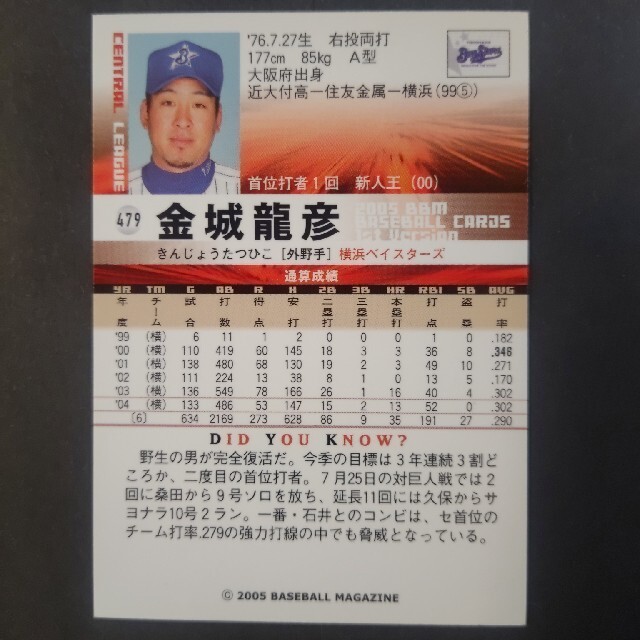 CENTRAL LEAGUE
'76.7.27生　右投両打
177cm　85kg　A型
大阪府出身
近大付高ー住友金属ー横浜(99⑤)
首位打者1回　新人王(00)
479 金城龍彦
2005 BBM
BASEBALL CARDS
1st Version
きんじょうたつひこ[外野手]横浜ベイスターズ
通算成績
YR TM G AB R H 2B 3B HR RBI SB AVG
年度 チーム 試合 打数 得点 安打 二塁打 三塁打 本塁打 打点 盗塁 打率
'99 (横) 6 11 1 2 0 0 0 1 0 .182
'00 (横) 110 419 60 145 18 3 3 36 8 .346
'01 (横) 138 480 68 130 19 2 3 49 10 .271
'02 (横) 111 224 13 38 8 1 0 13 5 .170
'03 (横) 136 549 78 166 26 1 16 40 4 .302
'04 (横) 133 486 53 147 15 2 13 52 0 .302
[6] 634 2169 273 628 86 9 35 191 27 .290
DID YOU KNOW?
野生の男が完全復活だ。今季の目標は3年連続3割ど
ころか、二度目の首位打者。7月25日の対巨人戦では2
回に桑田から9号ソロを放ち、延長11回には久保からサ
ヨナラ10号2ラン。一番・石井とのコンビは、セ首位の
チーム打率.279の強力打線の中でも脅威となっている。
© 2005 BASEBALL MAGAZINE